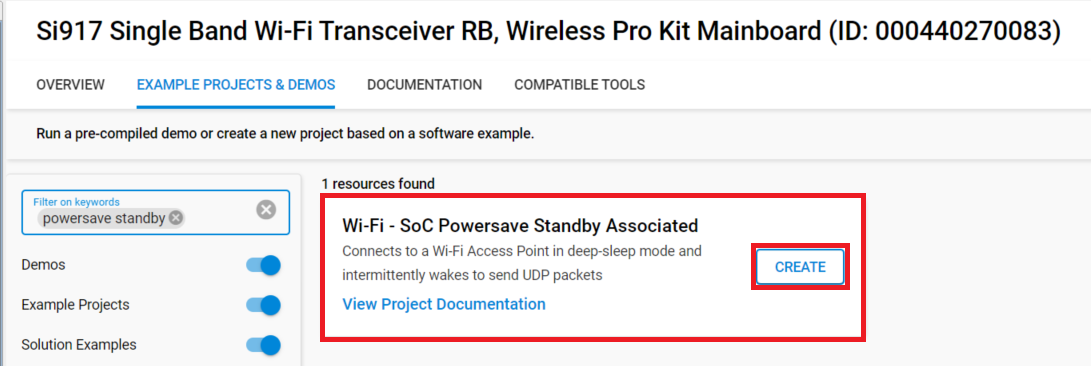 Si917 Single Band Wi-Fi Transceiver RB, Wireless Pro Kit Mainboard (ID: 000440270083)
OVERVIEW EXAMPLE PROJECTS & DEMOS DOCUMENTATION COMPATIBLE TOOLS
Run a pre-compiled demo or create a new project based on a software example.
Filter on keywords
powersave standby
Demos
Example Projects
Solution Examples
1 resources found
Wi-Fi - SoC Powersave Standby Associated
Connects to a Wi-Fi Access Point in deep-sleep mode and
intermittently wakes to send UDP packets
View Project Documentation
CREATE